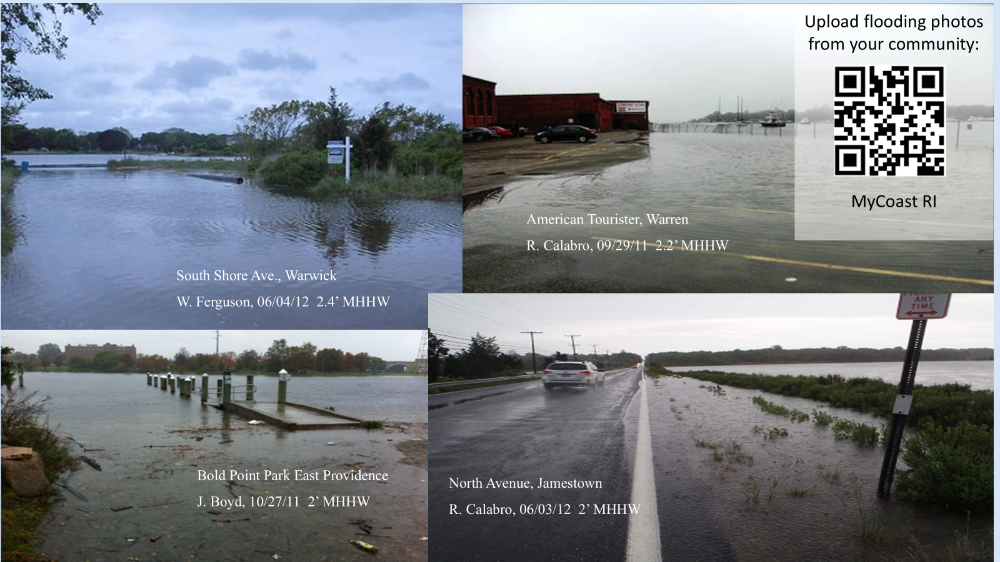 Upload flooding photos
from your community:
MyCoast RI
American Tourister, Warren
R. Calabro, 09/29/11  2.2’ MHHW
South Shore Ave., Warwick
W. Ferguson, 06/04/12  2.4’ MHHW
ANY
TIME
Bold Point Park East Providence
J. Boyd, 10/27/11  2’ MHHW
North Avenue, Jamestown
R. Calabro, 06/03/12  2’ MHHW